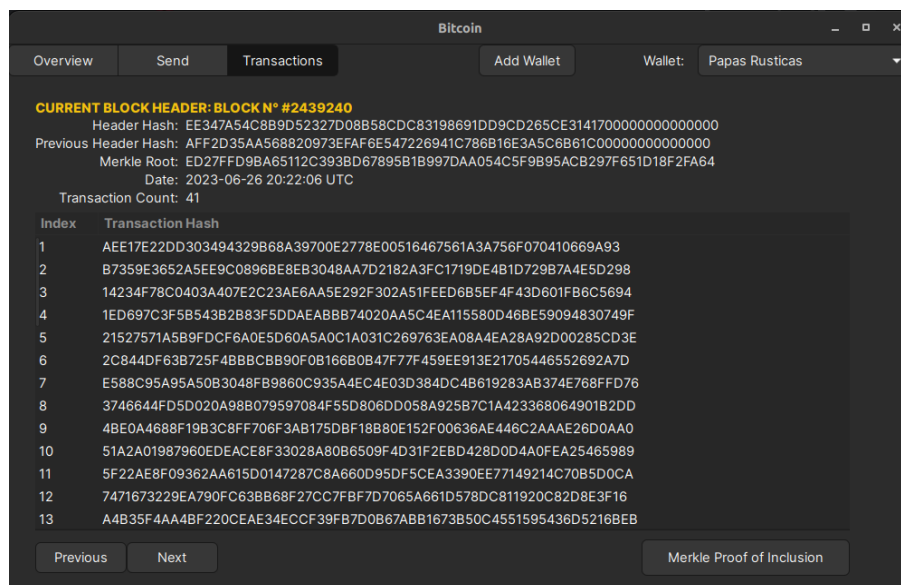 Bitcoin
Overview Send Transactions Add Wallet Wallet: Papas Rusticas
CURRENT BLOCK HEADER: BLOCK N° #2439240
Header Hash: EE347A54C8B9D52327D08B58CDC83198691DD9CD265CE3141700000000000000
Previous Header Hash: AFF2D35AA568820973EFAF6E547226941C786B16E3A5C6B61C00000000000000
Merkle Root: ED27FFD9BA65112C393BD67895B1B997DAA054C5F9B95ACB297F651D18F2FA64
Date: 2023-06-26 20:22:06 UTC
Transaction Count: 41
Index Transaction Hash
1 AEE17E22DD303494329B68A39700E2778E00516467561A3A756F070410669A93
2 B7359E3652A5EE9C0896BE8EB3048AA7D2182A3FC1719DE4B1D729B7A4E5D298
3 14234F78C0403A407E2C23AE6AA5E292F302A51FEED6B5EF4F43D601FB6C5694
4 1ED697C3F5B543B2B83F5DDAEABBB74020AA5C4EA115580D46BE59094830749F
5 21527571A5B9FDCF6A0E5D60A5A0C1A031C269763EA08A4EA28A92D00285CD3E
6 2C844DF63B725F4BBBCBB90F0B166B0B47F77F459EE913E21705446552692A7D
7 E588C95A95A50B3048FB9860C935A4EC4E03D384DC4B619283AB374E768FFD76
8 3746644FD5D020A98B079597084F55D806DD058A925B7C1A423368064901B2DD
9 4BE0A4688F19B3C8FF706F3AB175DBF18B80E152F00636AE446C2AAAE26D0AA0
10 51A2A01987960EDEACE8F33028A80B6509F4D31F2EBD428D0D4A0FEA25465989
11 5F22AE8F09362AA615D0147287C8A660D95DF5CEA3390EE77149214C70B5D0CA
12 7471673229EA790FC63BB68F27CC7FBF7D7065A661D578DC811920C82D8E3F16
13 A4B35F4AA4BF220CEAE34ECCF39FB7D0B67ABB1673B50C4551595436D5216BEB
Previous Next Merkle Proof of Inclusion